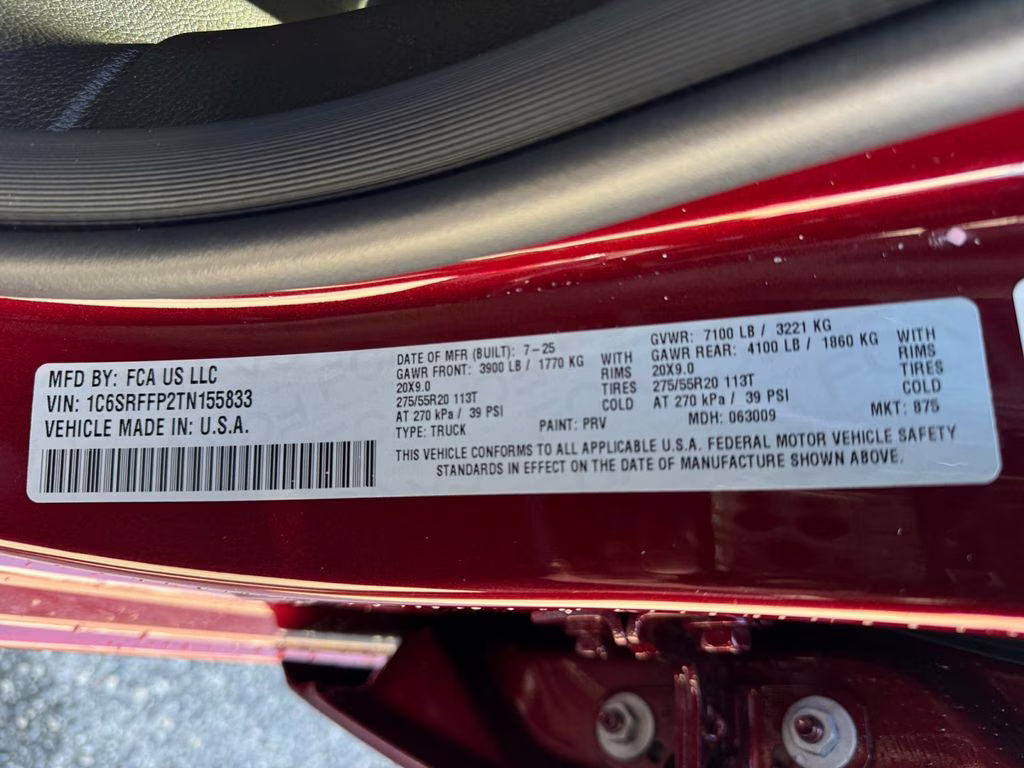 MFD BY: FCA US LLC
VIN: 1C6SRFFP2TN155833
VEHICLE MADE IN: U.S.A.
DATE OF MFR (BUILT): 7-25
GAWR FRONT: 3900 LB / 1770 KG WITH
20X9.0 RIMS
275/55R20 113T TIRES
AT 270 kPa / 39 PSI COLD
TYPE: TRUCK PAINT: PRV
GVWR: 7100 LB / 3221 KG
GAWR REAR: 4100 LB / 1860 KG WITH
20X9.0 RIMS
275/55R20 113T TIRES
AT 270 kPa / 39 PSI COLD
MDH: 063009 MKT: 875
THIS VEHICLE CONFORMS TO ALL APPLICABLE U.S.A. FEDERAL MOTOR VEHICLE SAFETY
STANDARDS IN EFFECT ON THE DATE OF MANUFACTURE SHOWN ABOVE.